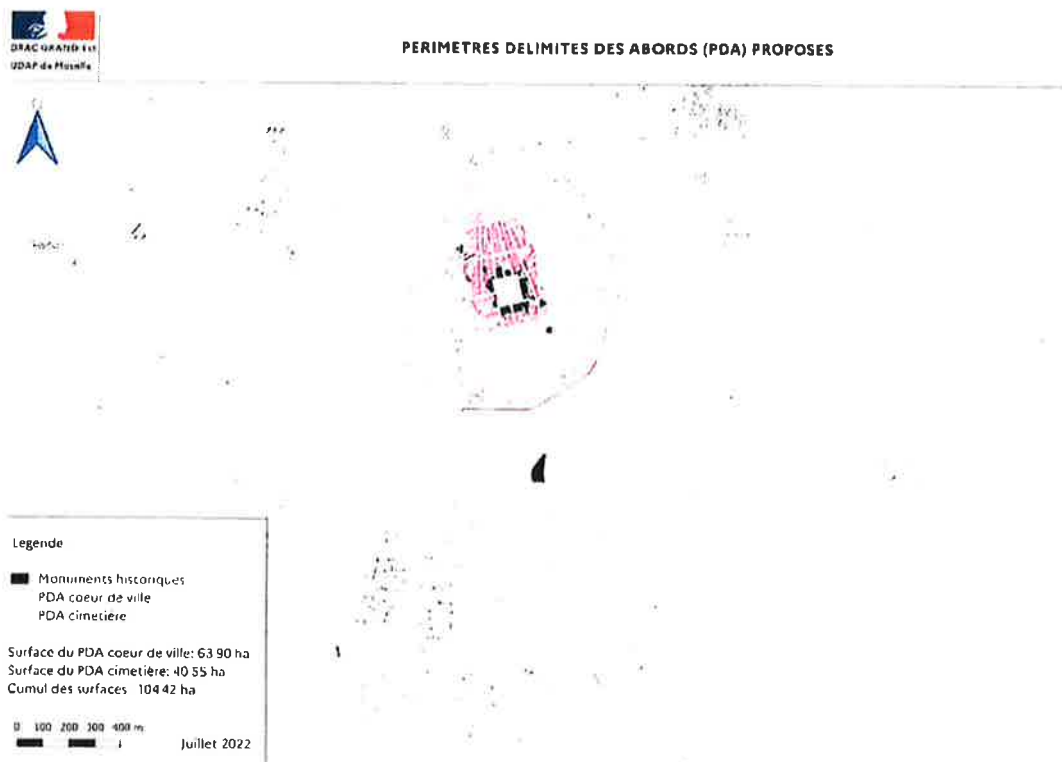 DRAC GRAND Est
UDAP de Moselle
PERIMETRES DELIMITES DES ABORDS (PDA) PROPOSES
Legende
Monuments historiques
PDA coeur de ville
PDA cimetière
Surface du PDA coeur de ville: 63 90 ha
Surface du PDA cimetière: 40 55 ha
Cumul des surfaces 104 42 ha
0 100 200 300 400 m
Juillet 2022